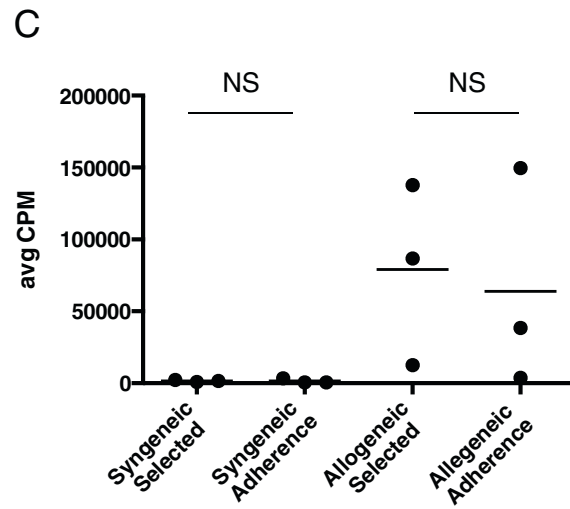 C
NS
NS
200000
150000
100000
50000
0
avg CPM
Syngeneic
Selected
Syngeneic
Adherence
Allogeneic
Selected
Allegeneic
Adherence